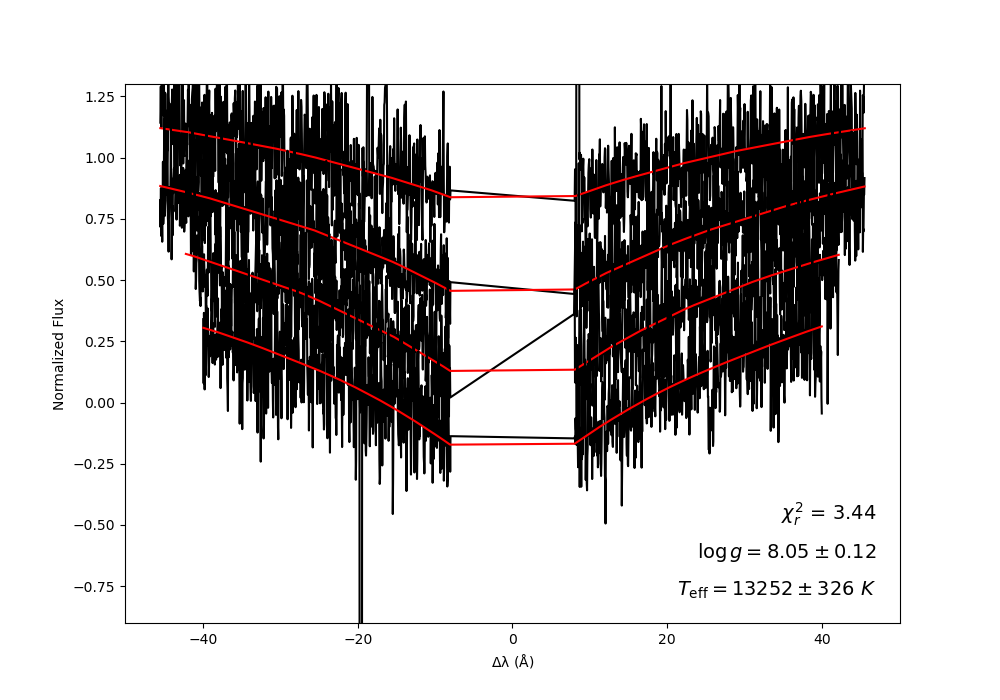 1.25
1.00
0.75
0.50
0.25
0.00
−0.25
−0.50
−0.75
Normalized Flux
χ²ᵣ = 3.44
log g = 8.05 ± 0.12
T_eff = 13252 ± 326 K
−40
−20
0
20
40
Δλ (Å)